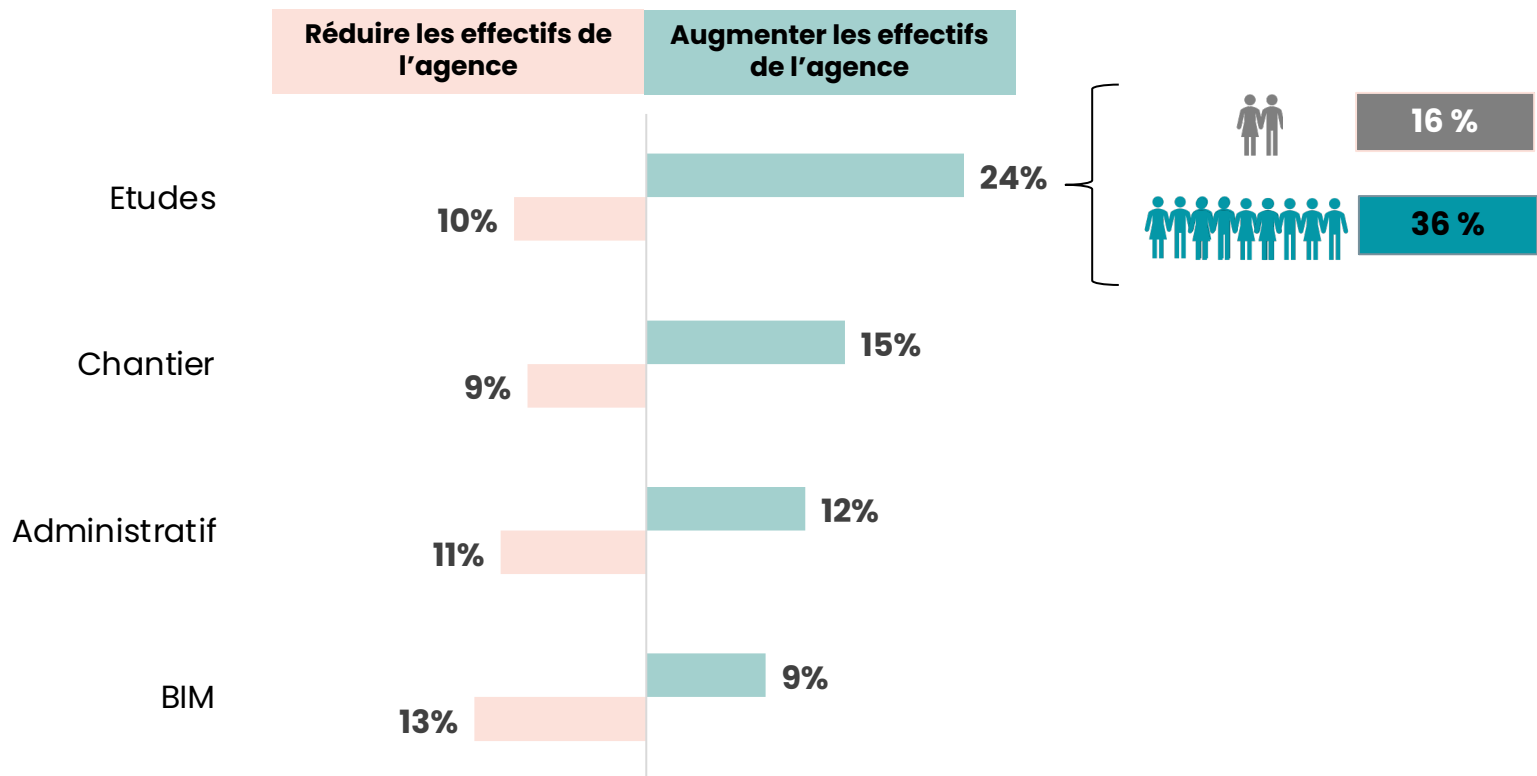 Réduire les effectifs de
l’agence
Augmenter les effectifs
de l’agence
16 %
Etudes
24%
10%
36 %
Chantier
15%
9%
Administratif
12%
11%
BIM
9%
13%